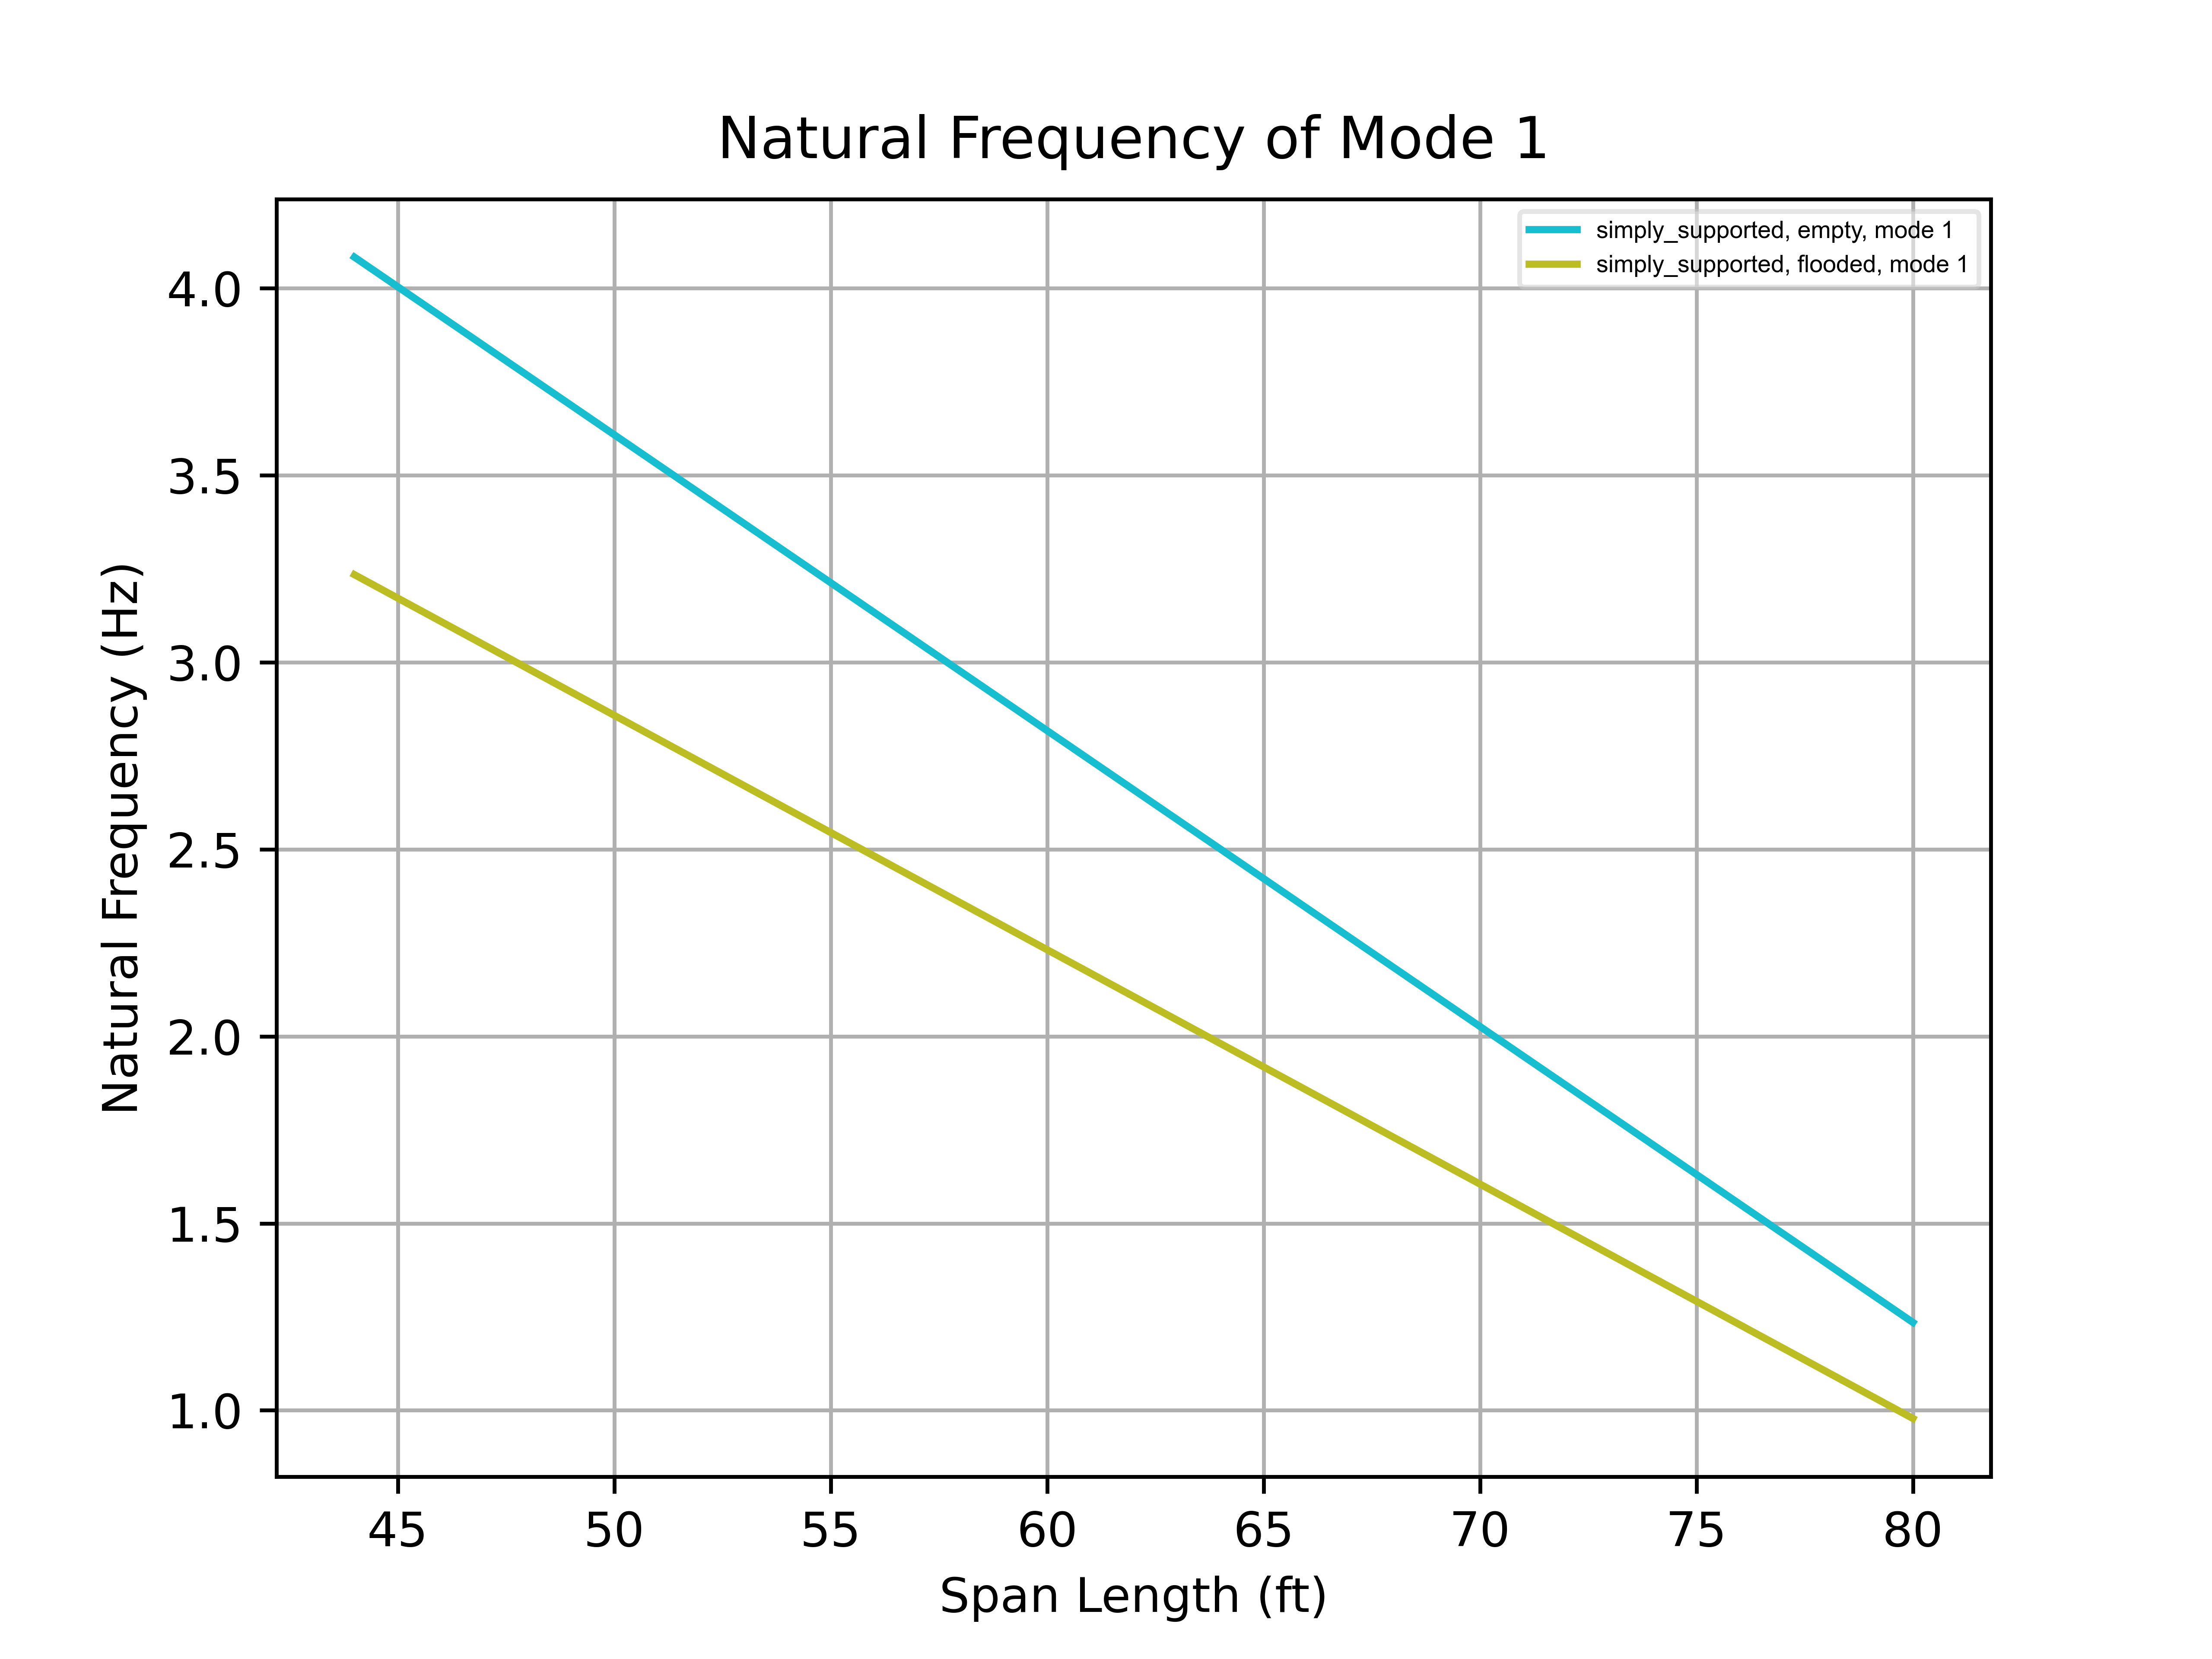 Natural Frequency of Mode 1
simply_supported, empty, mode 1
simply_supported, flooded, mode 1
4.0
3.5
3.0
2.5
2.0
1.5
1.0
Natural Frequency (Hz)
45 50 55 60 65 70 75 80
Span Length (ft)